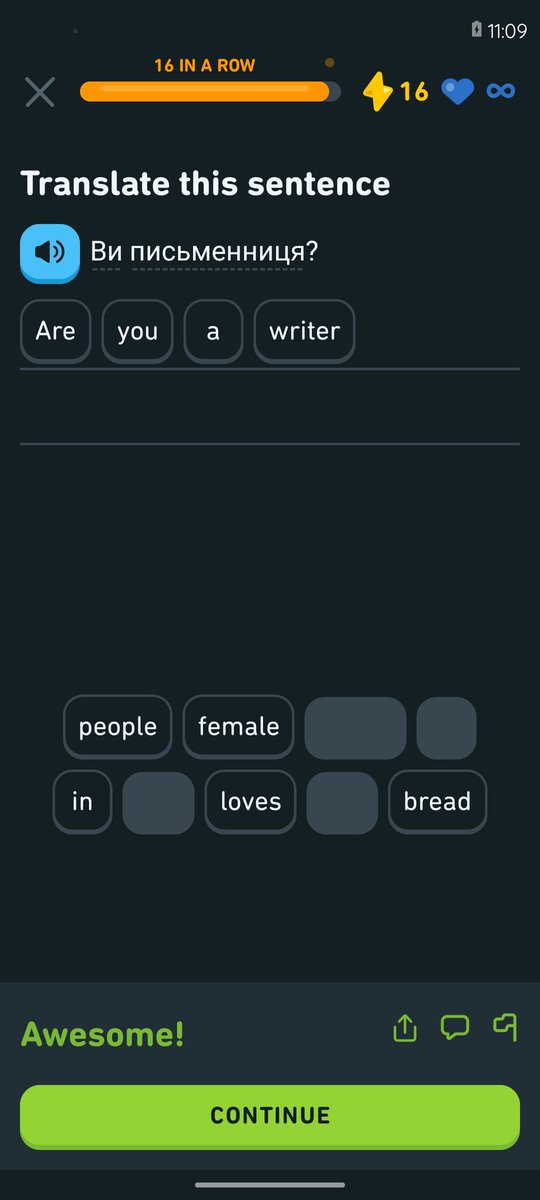 11:09
16 IN A ROW
16
Translate this sentence
Ви письменниця?
Are you a writer
people female
in loves bread
Awesome!
CONTINUE